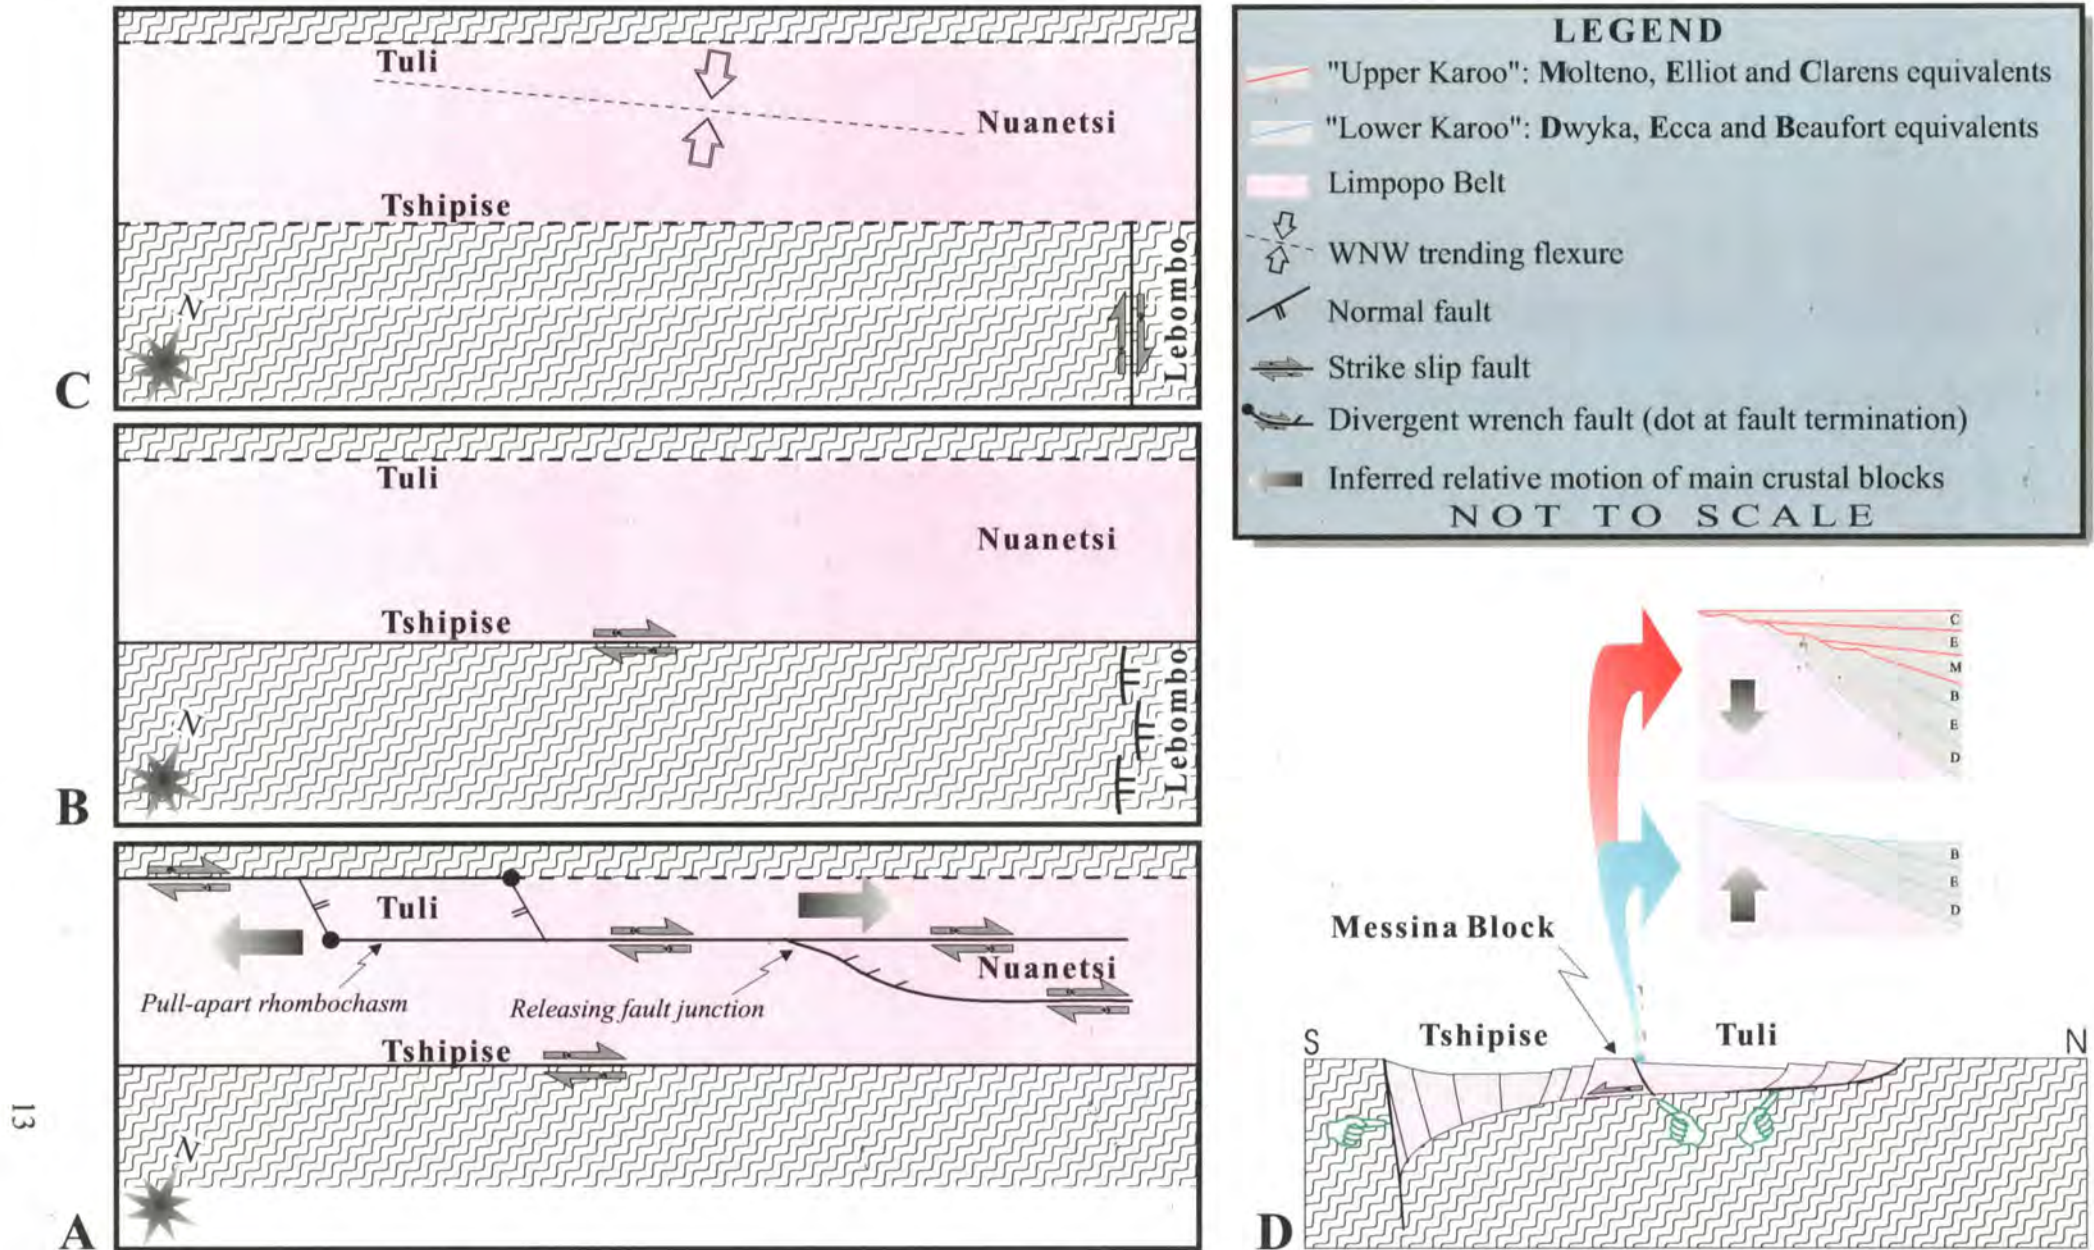 Tuli
Nuanetsi
Tshipise
Lebombo
N
C
Tuli
Nuanetsi
Tshipise
Lebombo
N
B
Tuli
Nuanetsi
Pull-apart rhombochasm
Releasing fault junction
Tshipise
N
A
13
LEGEND
"Upper Karoo": Molteno, Elliot and Clarens equivalents
"Lower Karoo": Dwyka, Ecca and Beaufort equivalents
Limpopo Belt
WNW trending flexure
Normal fault
Strike slip fault
Divergent wrench fault (dot at fault termination)
Inferred relative motion of main crustal blocks
NOT TO SCALE
C
E
M
B
E
D
B
E
D
Messina Block
S
Tshipise
Tuli
N
D